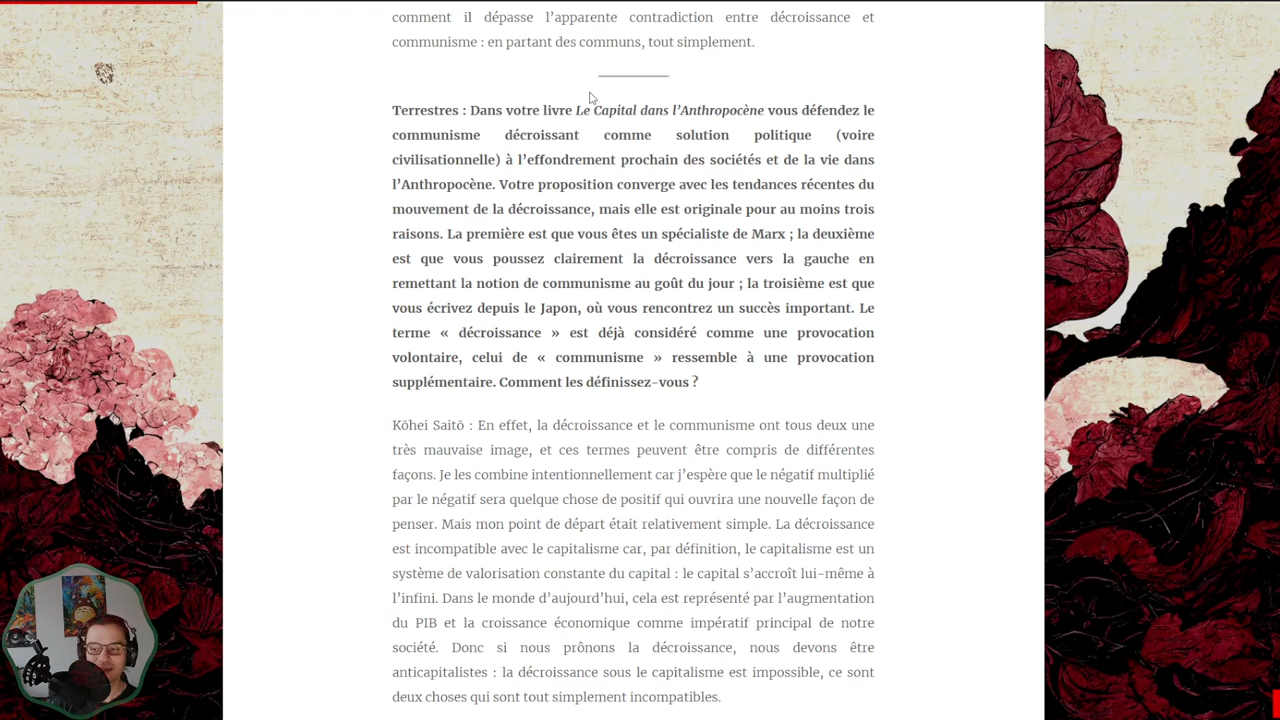 comment il dépasse l’apparente contradiction entre décroissance et
communisme : en partant des communs, tout simplement.
Terrestres : Dans votre livre Le Capital dans l’Anthropocène vous défendez le
communisme décroissant comme solution politique (voire
civilisationnelle) à l’effondrement prochain des sociétés et de la vie dans
l’Anthropocène. Votre proposition converge avec les tendances récentes du
mouvement de la décroissance, mais elle est originale pour au moins trois
raisons. La première est que vous êtes un spécialiste de Marx ; la deuxième
est que vous poussez clairement la décroissance vers la gauche en
remettant la notion de communisme au goût du jour ; la troisième est que
vous écrivez depuis le Japon, où vous rencontrez un succès important. Le
terme « décroissance » est déjà considéré comme une provocation
volontaire, celui de « communisme » ressemble à une provocation
supplémentaire. Comment les définissez-vous ?
Kōhei Saitō : En effet, la décroissance et le communisme ont tous deux une
très mauvaise image, et ces termes peuvent être compris de différentes
façons. Je les combine intentionnellement car j’espère que le négatif multiplié
par le négatif sera quelque chose de positif qui ouvrira une nouvelle façon de
penser. Mais mon point de départ était relativement simple. La décroissance
est incompatible avec le capitalisme car, par définition, le capitalisme est un
système de valorisation constante du capital : le capital s’accroît lui-même à
l’infini. Dans le monde d’aujourd’hui, cela est représenté par l’augmentation
du PIB et la croissance économique comme impératif principal de notre
société. Donc si nous prônons la décroissance, nous devons être
anticapitalistes : la décroissance sous le capitalisme est impossible, ce sont
deux choses qui sont tout simplement incompatibles.